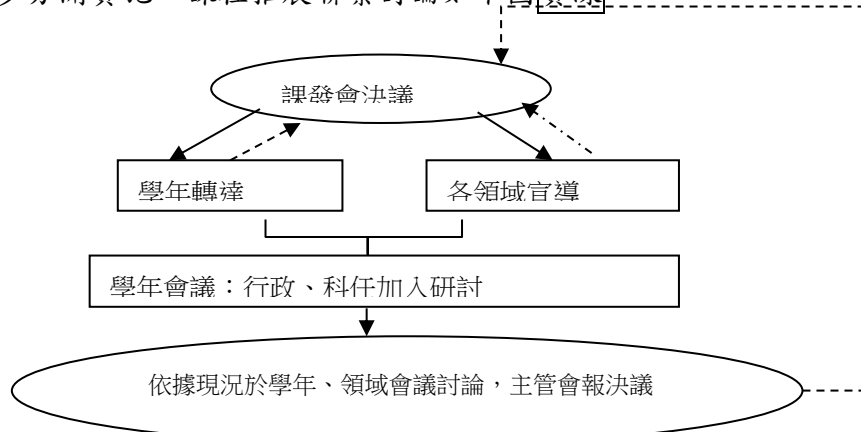 課發會決議
學年轉達
各領域宣導
學年會議：行政、科任加入研討
依據現況於學年、領域會議討論，主管會報決議